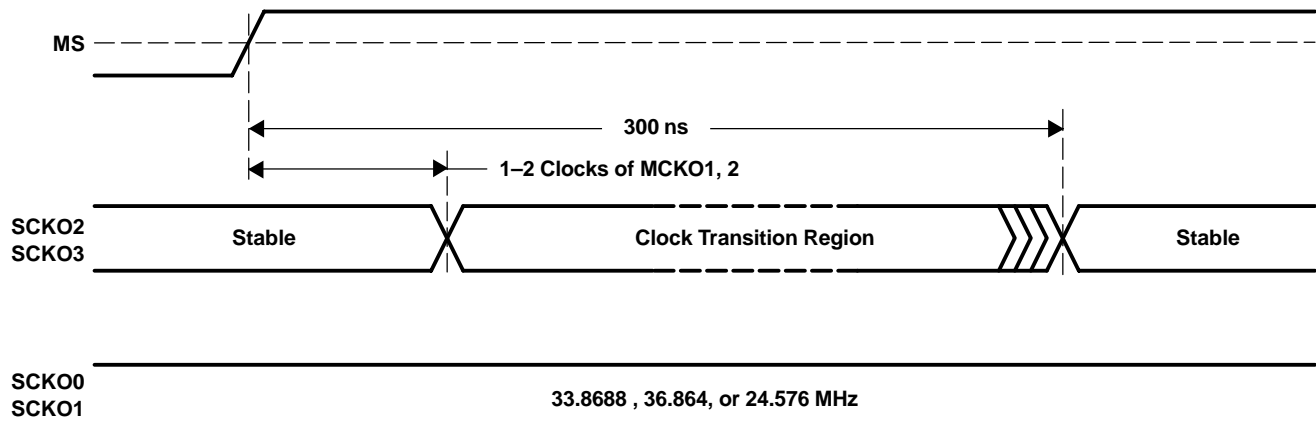 MS
300 ns
1–2 Clocks of MCKO1, 2
SCKO2
SCKO3
Stable
Clock Transition Region
Stable
SCKO0
SCKO1
33.8688 , 36.864, or 24.576 MHz